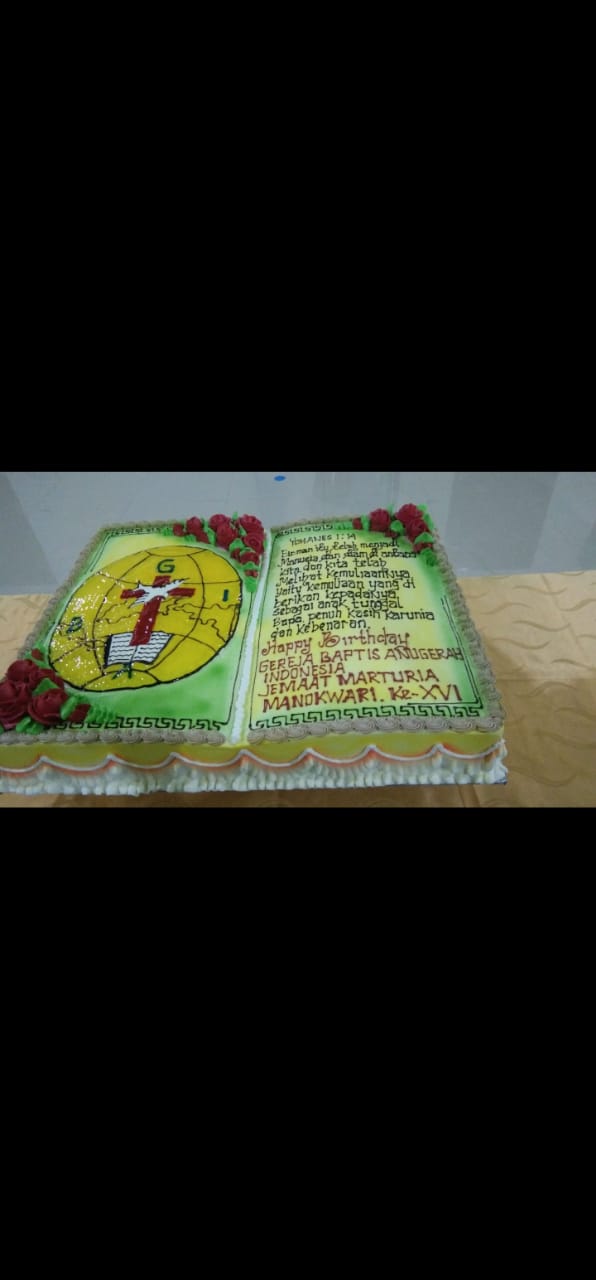 G
I
YOHANES 1:14
Firman itu telah menjadi
Manusia, dan diam di antara
kita dan kita telah
Melihat kemuliaannya
Yaitu kemuliaan yang di
berikan kepadanya
sebagai anak tunggal
Bapa, penuh kasih karunia
dan kebenaran.
Happy Birthday
GEREJA BAPTIS ANUGERAH
INDONESIA
JEMAAT MARTURIA
MANOKWARI. Ke-XVI